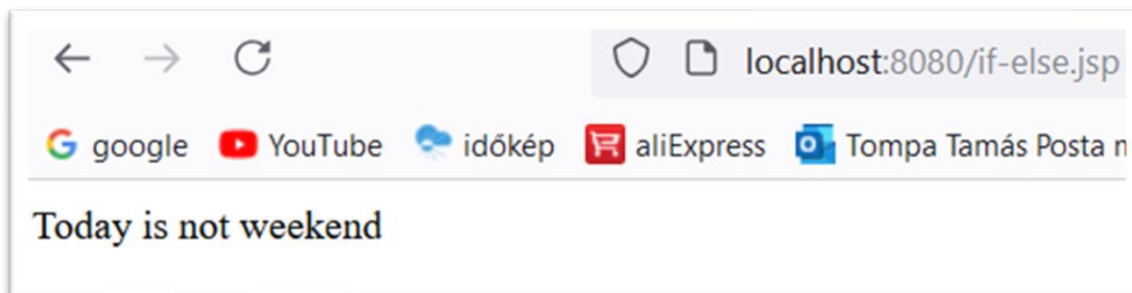 localhost:8080/if-else.jsp
google YouTube időkép aliExpress Tompa Tamás Posta
Today is not weekend